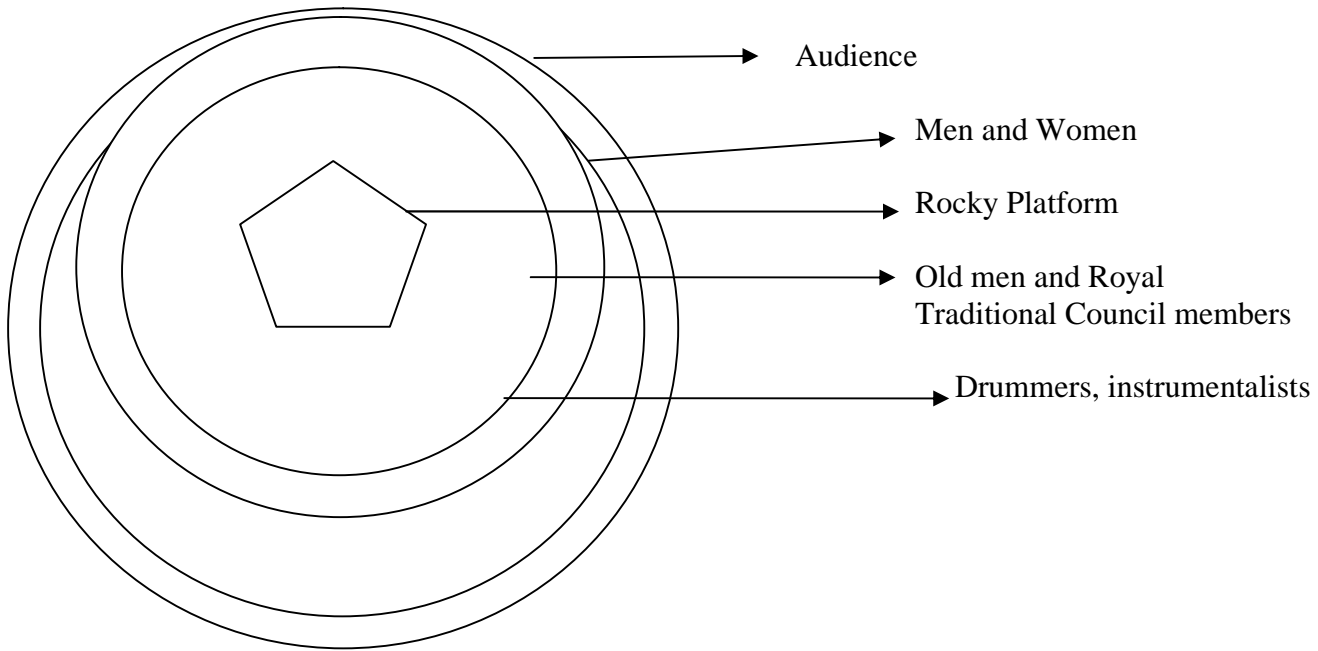 Audience
Men and Women
Rocky Platform
Old men and Royal
Traditional Council members
Drummers, instrumentalists